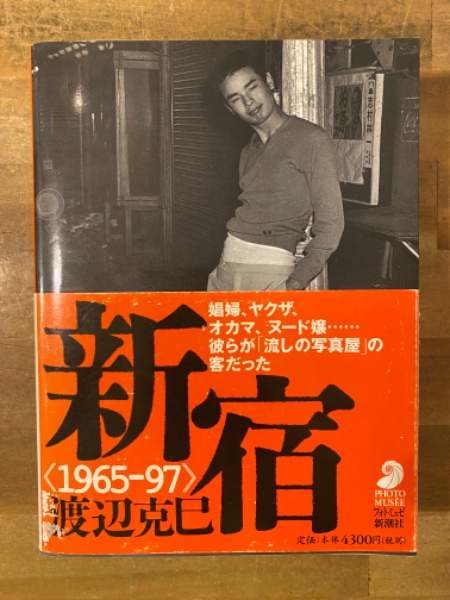 娼婦、ヤクザ、
オカマ、ヌード嬢……
彼らが「流しの写真屋」の
客だった
新宿
〈1965-97〉
渡辺克巳
PHOTO
MUSÉE
フォト・ミュゼ
新潮社
定価:本体4300円(税別)